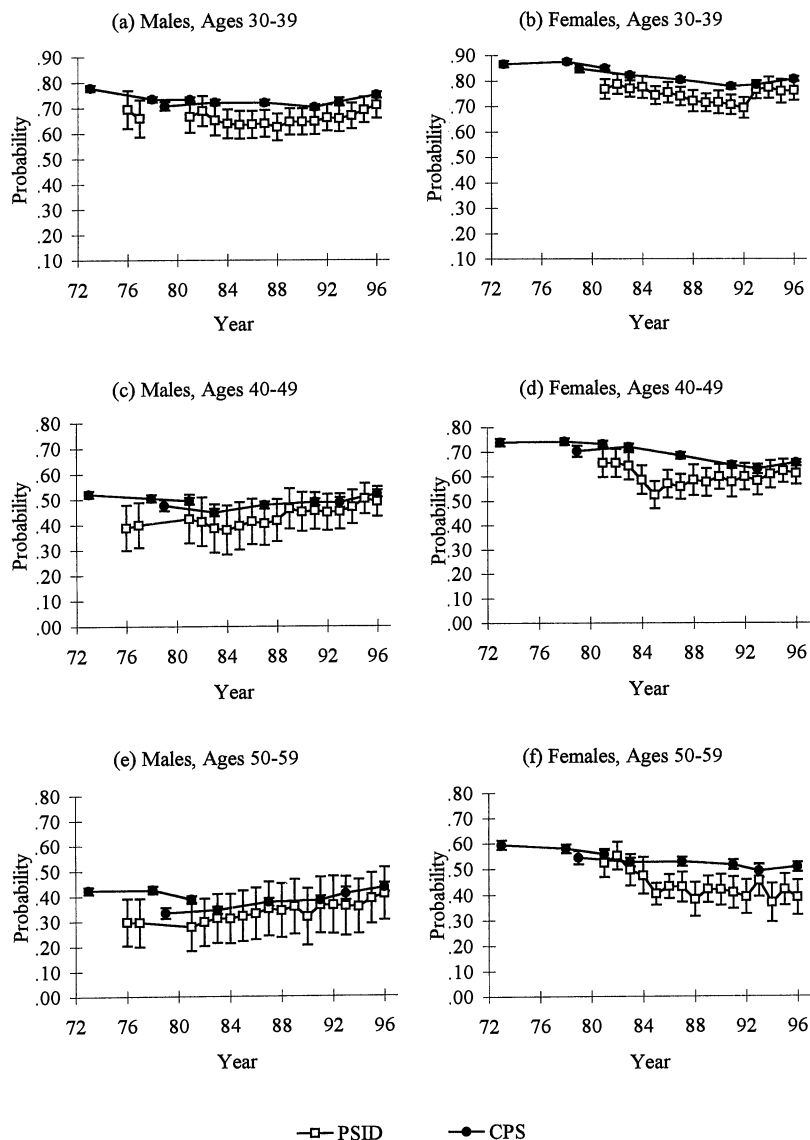 (a) Males, Ages 30-39
.90
.80
.70
.60
.50
.40
.30
.20
.10
Probability
72 76 80 84 88 92 96
Year
(b) Females, Ages 30-39
.90
.80
.70
.60
.50
.40
.30
.20
.10
Probability
72 76 80 84 88 92 96
Year
(c) Males, Ages 40-49
.80
.70
.60
.50
.40
.30
.20
.10
.00
Probability
72 76 80 84 88 92 96
Year
(d) Females, Ages 40-49
.80
.70
.60
.50
.40
.30
.20
.10
.00
Probability
72 76 80 84 88 92 96
Year
(e) Males, Ages 50-59
.80
.70
.60
.50
.40
.30
.20
.10
.00
Probability
72 76 80 84 88 92 96
Year
(f) Females, Ages 50-59
.80
.70
.60
.50
.40
.30
.20
.10
.00
Probability
72 76 80 84 88 92 96
Year
PSID CPS